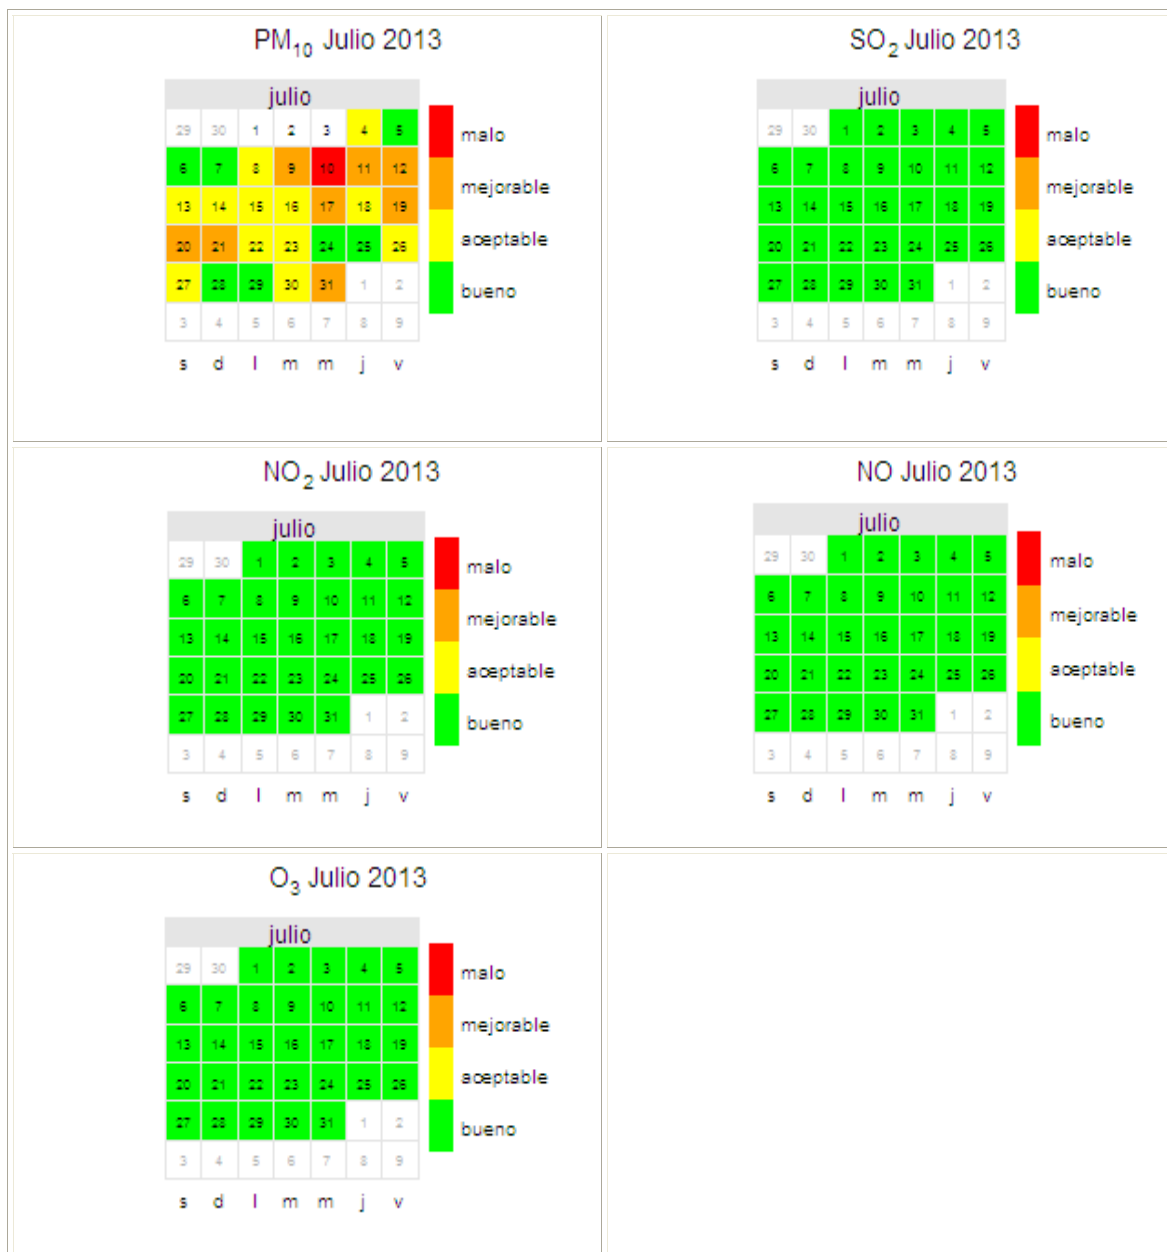 PM10 Julio 2013
julio
29 30 1 2 3 4 5
6 7 8 9 10 11 12
13 14 15 16 17 18 19
20 21 22 23 24 25 26
27 28 29 30 31 1 2
3 4 5 6 7 8 9
s d l m m j v
malo
mejorable
aceptable
bueno
SO2 Julio 2013
julio
29 30 1 2 3 4 5
6 7 8 9 10 11 12
13 14 15 16 17 18 19
20 21 22 23 24 25 26
27 28 29 30 31 1 2
3 4 5 6 7 8 9
s d l m m j v
malo
mejorable
aceptable
bueno
NO2 Julio 2013
julio
29 30 1 2 3 4 5
6 7 8 9 10 11 12
13 14 15 16 17 18 19
20 21 22 23 24 25 26
27 28 29 30 31 1 2
3 4 5 6 7 8 9
s d l m m j v
malo
mejorable
aceptable
bueno
NO Julio 2013
julio
29 30 1 2 3 4 5
6 7 8 9 10 11 12
13 14 15 16 17 18 19
20 21 22 23 24 25 26
27 28 29 30 31 1 2
3 4 5 6 7 8 9
s d l m m j v
malo
mejorable
aceptable
bueno
O3 Julio 2013
julio
29 30 1 2 3 4 5
6 7 8 9 10 11 12
13 14 15 16 17 18 19
20 21 22 23 24 25 26
27 28 29 30 31 1 2
3 4 5 6 7 8 9
s d l m m j v
malo
mejorable
aceptable
bueno